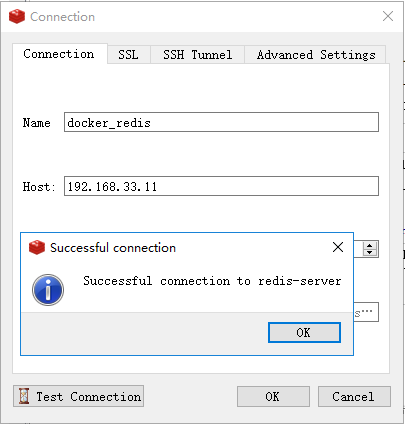 Connection
Connection SSL SSH Tunnel Advanced Settings
Name docker_redis
Host: 192.168.33.11
Successful connection
Successful connection to redis-server
s…
OK
Test Connection OK Cancel